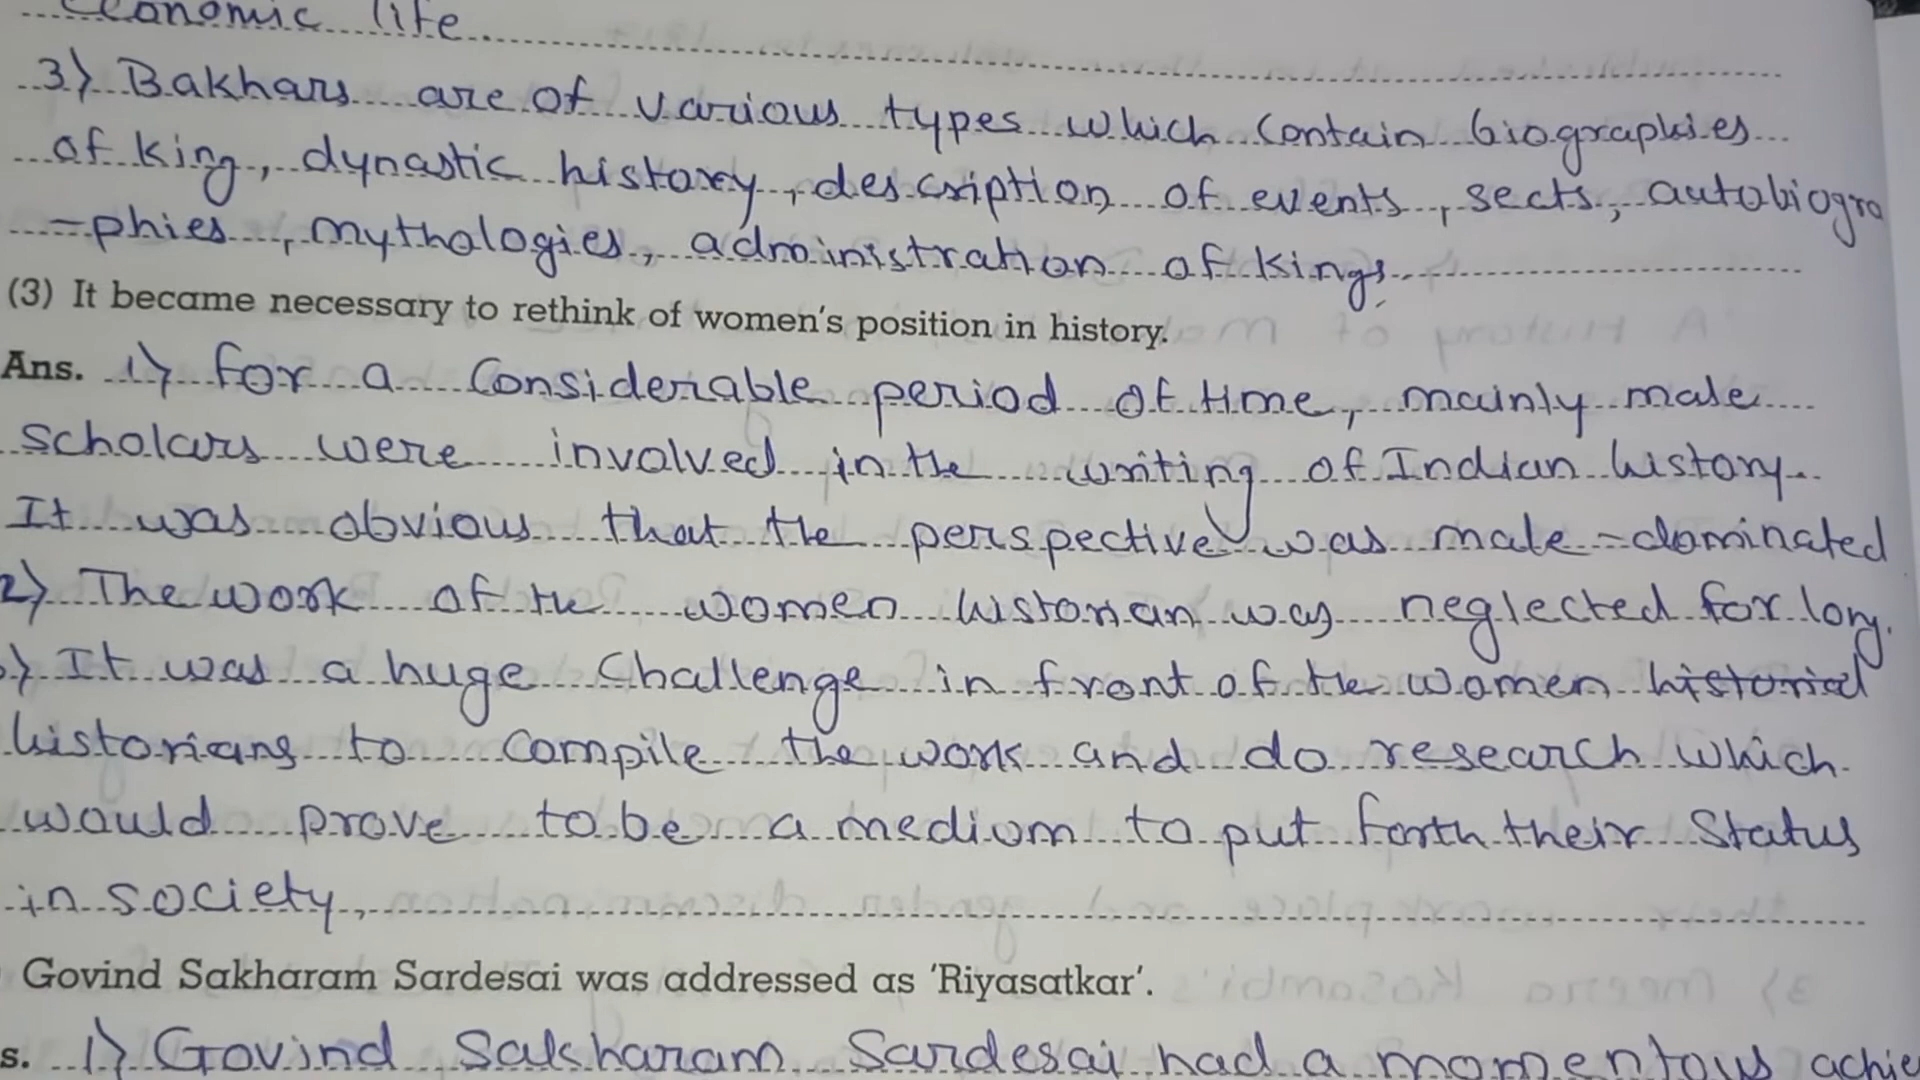 economic life
3) Bakhars are of various types which contain biographies
of king, dynastic history, description of events, sects, autobiogra
-phies, mythologies, administration of kings.
(3) It became necessary to rethink of women's position in history.
Ans. 1) for a considerable period of time, mainly male
scholars were involved in the writing of Indian history.
It was obvious that the perspective was male-dominated
2) The work of the women historian was neglected for long.
) It was a huge challenge in front of the women historical
historians to compile the work and do research which
would prove to be a medium to put forth their status
in society.
Govind Sakharam Sardesai was addressed as 'Riyasatkar'.
s. 1) Govind Sakharam Sardesai had a momentous achie